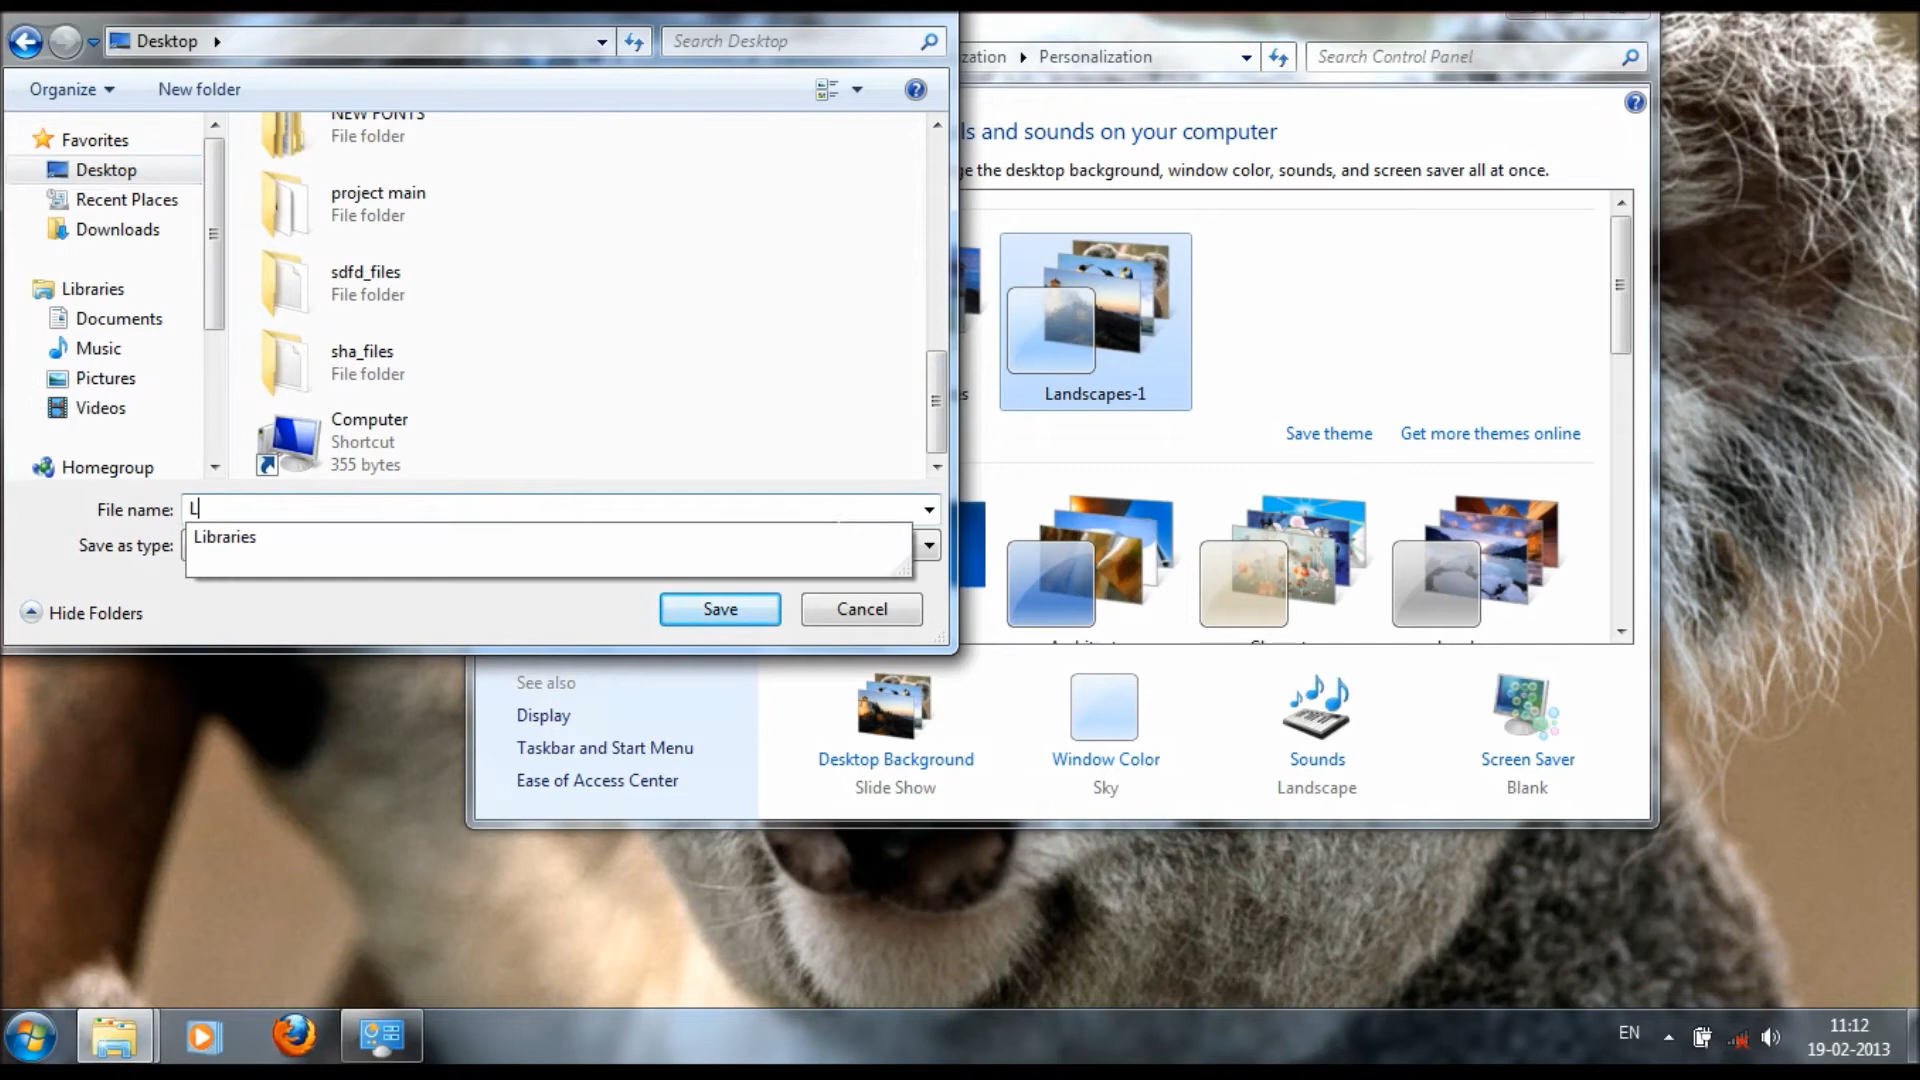 Desktop
Search Desktop
Organize
New folder
Favorites
Desktop
Recent Places
Downloads
Libraries
Documents
Music
Pictures
Videos
Homegroup
NEW FONTS
File folder
project main
File folder
sdfd_files
File folder
sha_files
File folder
Computer
Shortcut
355 bytes
File name: L
Libraries
Save as type:
Hide Folders
Save
Cancel
zation
Personalization
Search Control Panel
ls and sounds on your computer
ge the desktop background, window color, sounds, and screen saver all at once.
s
Landscapes-1
Save theme
Get more themes online
See also
Display
Taskbar and Start Menu
Ease of Access Center
Desktop Background
Slide Show
Window Color
Sky
Sounds
Landscape
Screen Saver
Blank
EN
11:12
19-02-2013